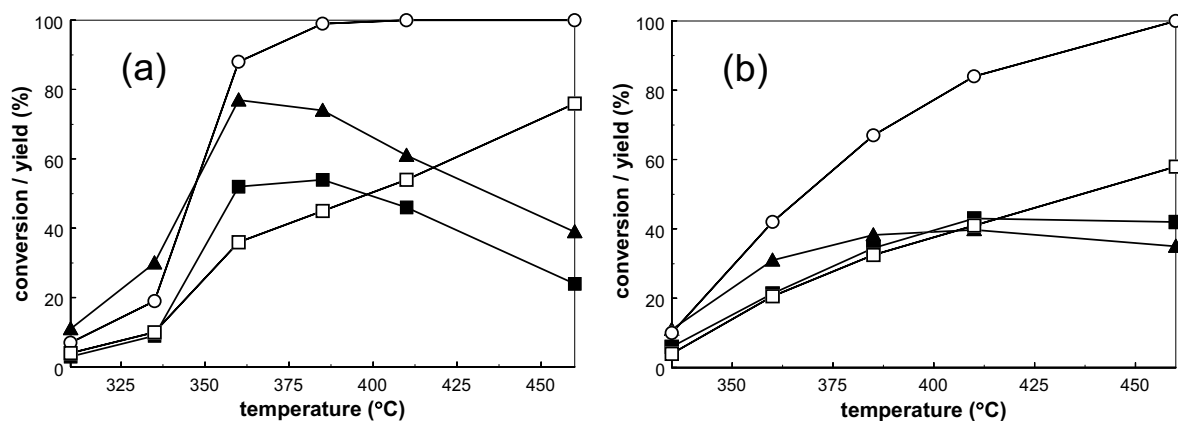 (a)
conversion / yield (%)
100
80
60
40
20
0
325 350 375 400 425 450
temperature (°C)
(b)
conversion / yield (%)
100
80
60
40
20
0
350 375 400 425 450
temperature (°C)